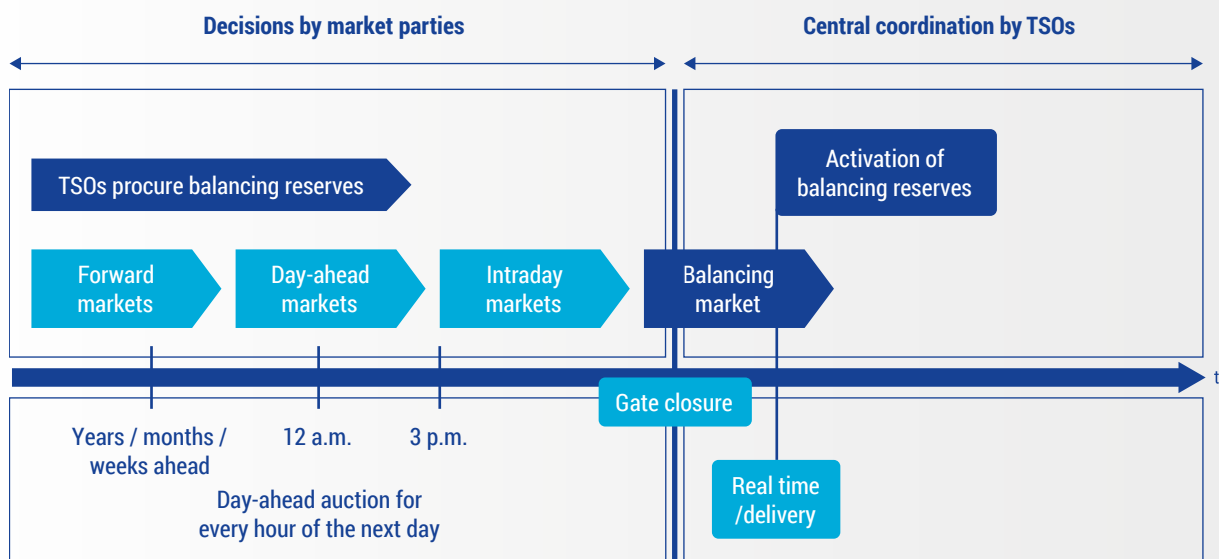 Decisions by market parties
Central coordination by TSOs
TSOs procure balancing reserves
Activation of
balancing reserves
Forward
markets
Day-ahead
markets
Intraday
markets
Balancing
market
t
Gate closure
Years / months /
weeks ahead
12 a.m.
3 p.m.
Day-ahead auction for
every hour of the next day
Real time
/delivery